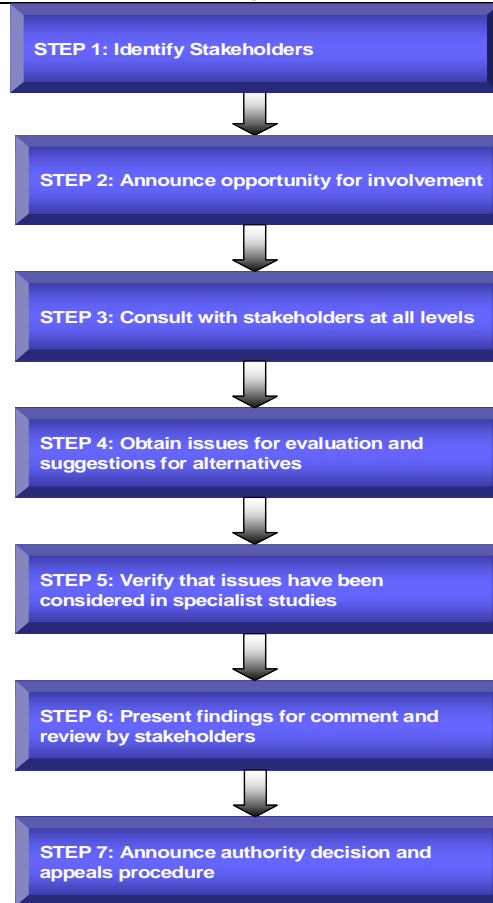 STEP 1: Identify Stakeholders
STEP 2: Announce opportunity for involvement
STEP 3: Consult with stakeholders at all levels
STEP 4: Obtain issues for evaluation and
suggestions for alternatives
STEP 5: Verify that issues have been
considered in specialist studies
STEP 6: Present findings for comment and
review by stakeholders
STEP 7: Announce authority decision and
appeals procedure